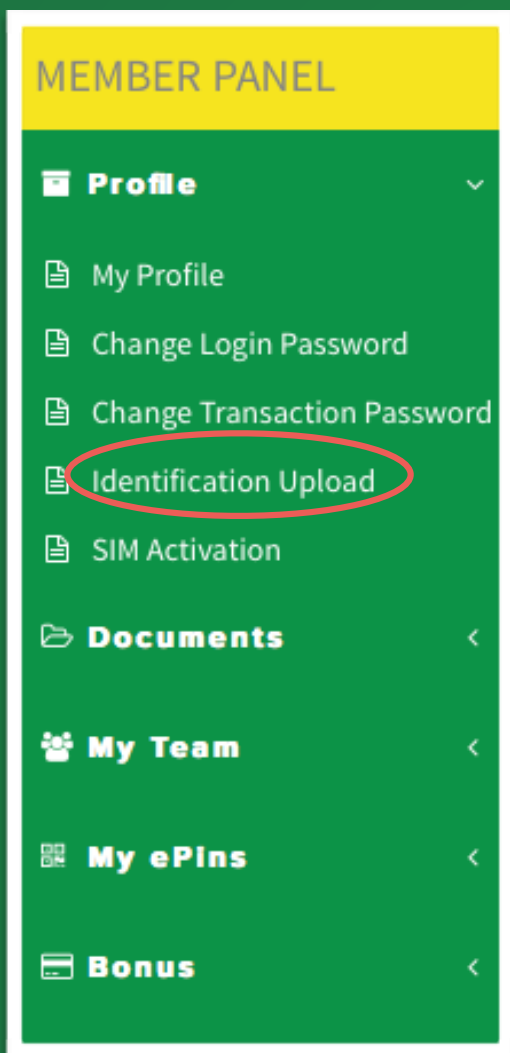 MEMBER PANEL
Profile
My Profile
Change Login Password
Change Transaction Password
Identification Upload
SIM Activation
Documents
My Team
My ePins
Bonus